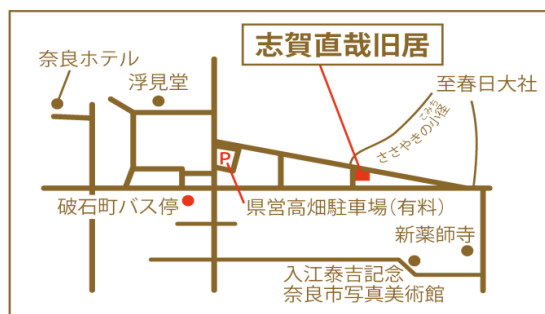 志賀直哉旧居
奈良ホテル
浮見堂
至春日大社
こみち
ささやきの小径
P
破石町バス停
県営高畑駐車場(有料)
新薬師寺
入江泰吉記念
奈良市写真美術館